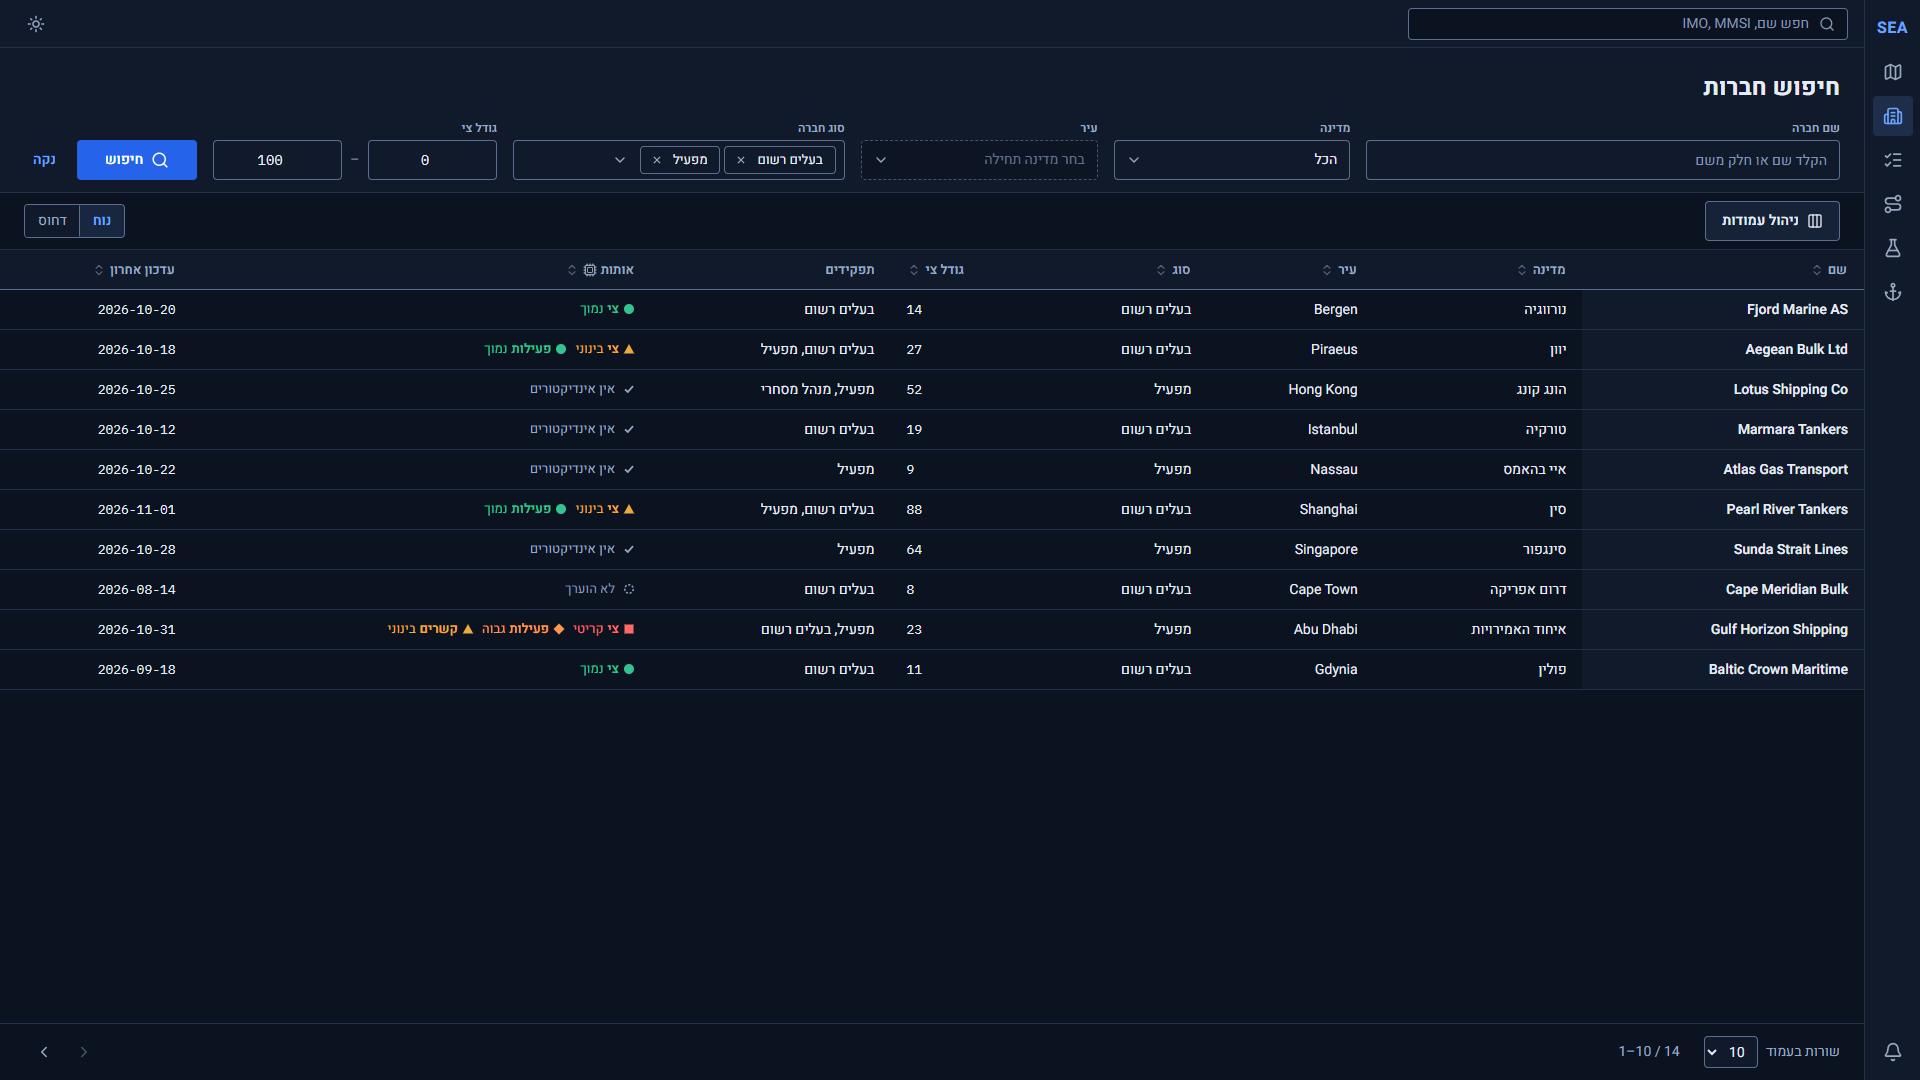 SEA
חפש שם, IMO, MMSI
חיפוש חברות
שם חברה
מדינה
עיר
סוג חברה
גודל צי
הקלד שם או חלק משם
הכל
בחר מדינה תחילה
בעלים רשום × מפעיל ×
0 – 100
חיפוש
נקה
ניהול עמודות
נוח דחוס
שם מדינה עיר סוג גודל צי תפקידים אותות עדכון אחרון
Fjord Marine AS נורווגיה Bergen בעלים רשום 14 בעלים רשום צי נמוך 2026-10-20
Aegean Bulk Ltd יוון Piraeus בעלים רשום 27 בעלים רשום, מפעיל צי בינוני פעילות נמוך 2026-10-18
Lotus Shipping Co הונג קונג Hong Kong מפעיל 52 מפעיל, מנהל מסחרי אין אינדיקטורים 2026-10-25
Marmara Tankers טורקיה Istanbul בעלים רשום 19 בעלים רשום אין אינדיקטורים 2026-10-12
Atlas Gas Transport איי בהאמס Nassau מפעיל 9 מפעיל אין אינדיקטורים 2026-10-22
Pearl River Tankers סין Shanghai בעלים רשום 88 בעלים רשום, מפעיל צי בינוני פעילות נמוך 2026-11-01
Sunda Strait Lines סינגפור Singapore מפעיל 64 מפעיל אין אינדיקטורים 2026-10-28
Cape Meridian Bulk דרום אפריקה Cape Town בעלים רשום 8 בעלים רשום לא הוערך 2026-08-14
Gulf Horizon Shipping איחוד האמירויות Abu Dhabi מפעיל 23 מפעיל, בעלים רשום צי קריטי פעילות גבוה קשרים בינוני 2026-10-31
Baltic Crown Maritime פולין Gdynia בעלים רשום 11 בעלים רשום צי נמוך 2026-09-18
שורות בעמוד 10 1–10 / 14